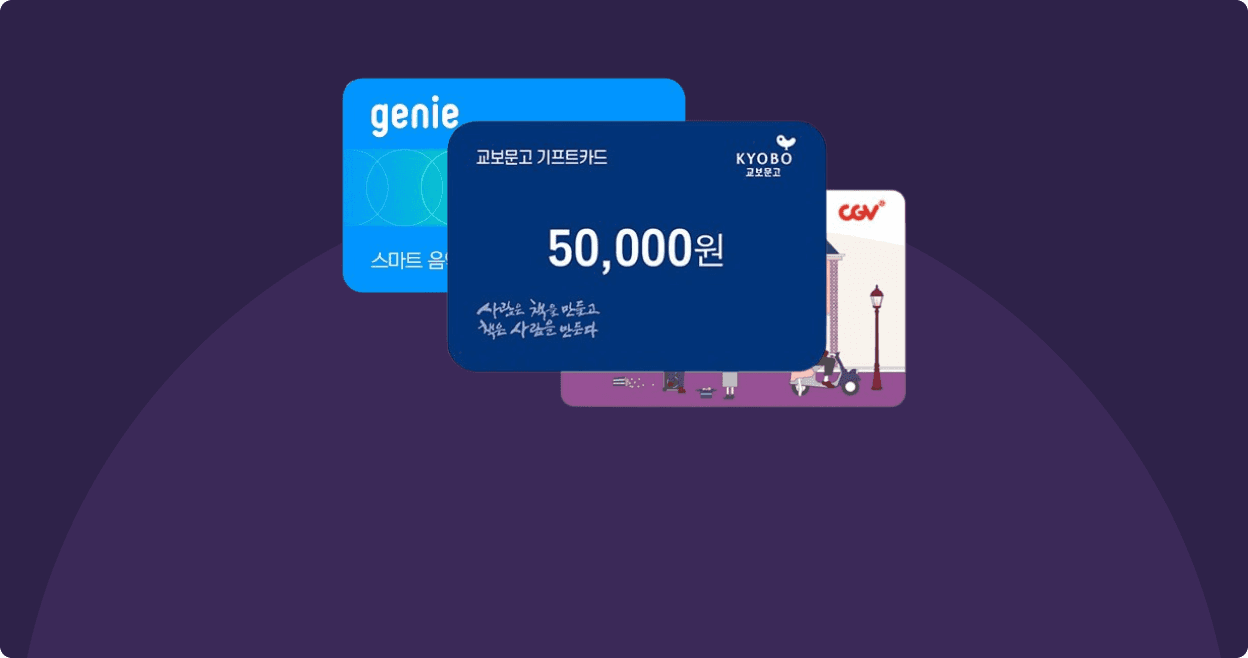 genie
스마트 음
교보문고 기프트카드
KYOBO
교보문고
50,000원
사람은 책을 만들고
책은 사람을 만든다
CGV